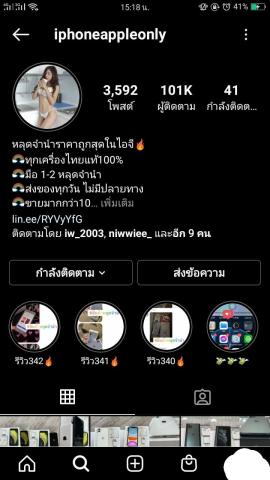 15:18 น.
41%
iphoneappleonly
3,592 101K 41
โพสต์ ผู้ติดตาม กำลังติดต...
หลุดจำนำราคาถูกสุดในไอจี🔥
🌈ทุกเครื่องไทยแท้100%
🌈มือ 1-2 หลุดจำนำ
🌈ส่งของทุกวัน ไม่มีปลายทาง
🌈ขายมากกว่า10... เพิ่มเติม
lin.ee/RYVyYfG
ติดตามโดย iw_2003, niwwiee_ และอีก 9 คน
กำลังติดตาม ส่งข้อความ
รีวิว342🔥 รีวิว341🔥 รีวิว340🔥